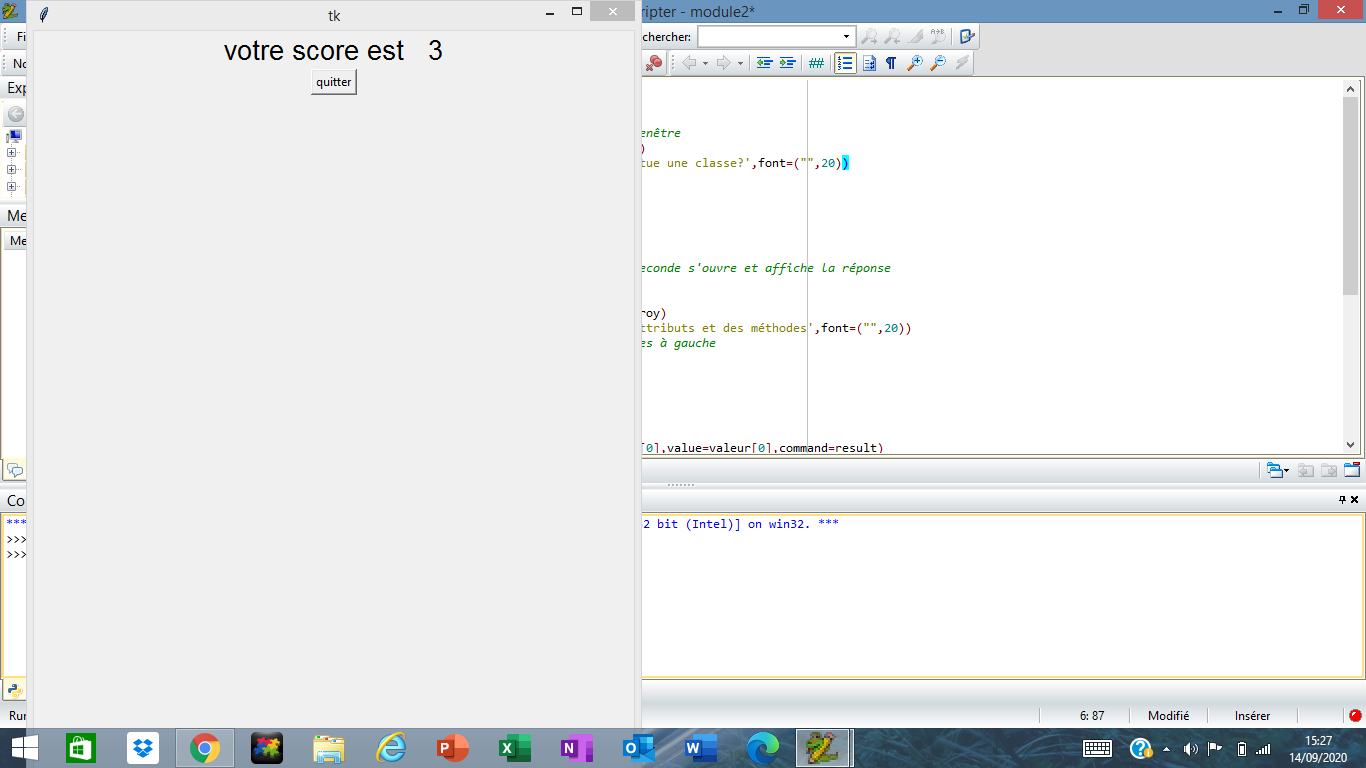 tk
ripter - module2*
Fi
chercher:
No
votre score est 3
quitter
Exp
enêtre
)
tue une classe?',font=("",20))
Me
Me
econde s'ouvre et affiche la réponse
roy)
ttributs et des méthodes',font=("",20))
es à gauche
[0],value=valeur[0],command=result)
Co
*** 2 bit (Intel)] on win32. ***
>>>
>>>
Run
6: 87
Modifié
Insérer
15:27
14/09/2020